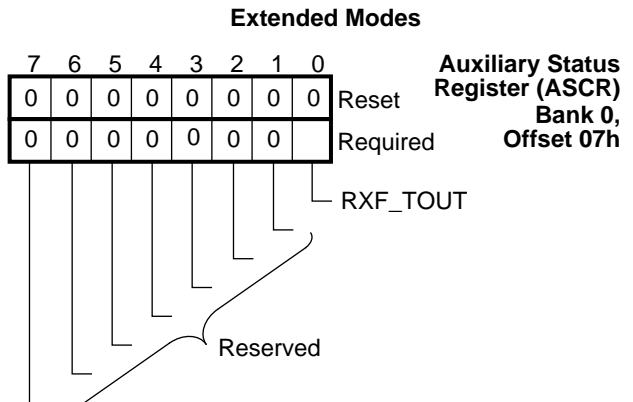 Extended Modes
7 6 5 4 3 2 1 0
0 0 0 0 0 0 0 0 Reset
0 0 0 0 0 0 0 Required
Auxiliary Status
Register (ASCR)
Bank 0,
Offset 07h
RXF_TOUT
Reserved